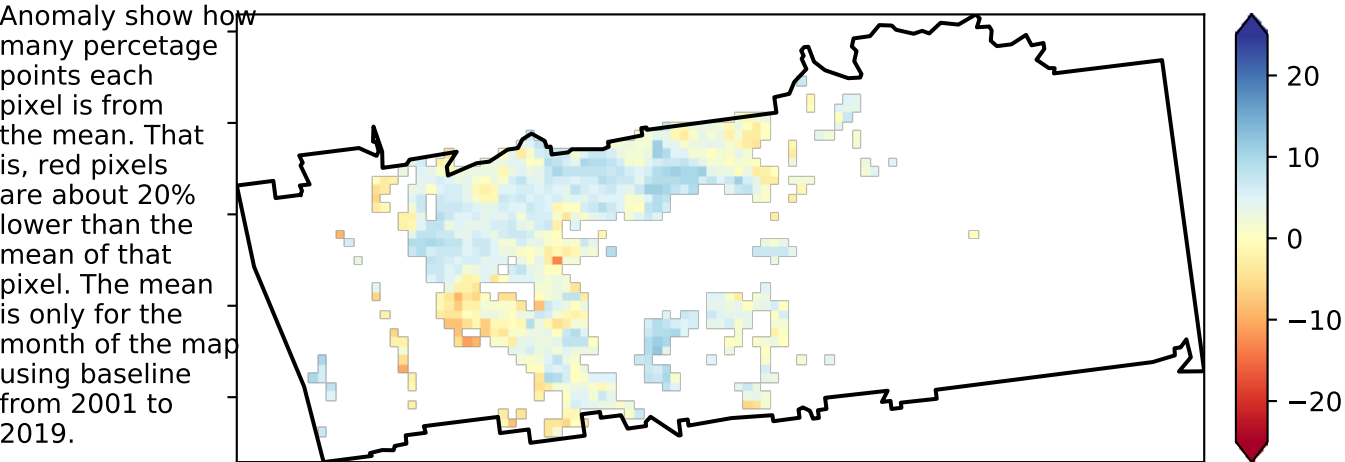 Anomaly show how
many percetage
points each
pixel is from
the mean. That
is, red pixels
are about 20%
lower than the
mean of that
pixel. The mean
is only for the
month of the map
using baseline
from 2001 to
2019.
20
10
0
−10
−20